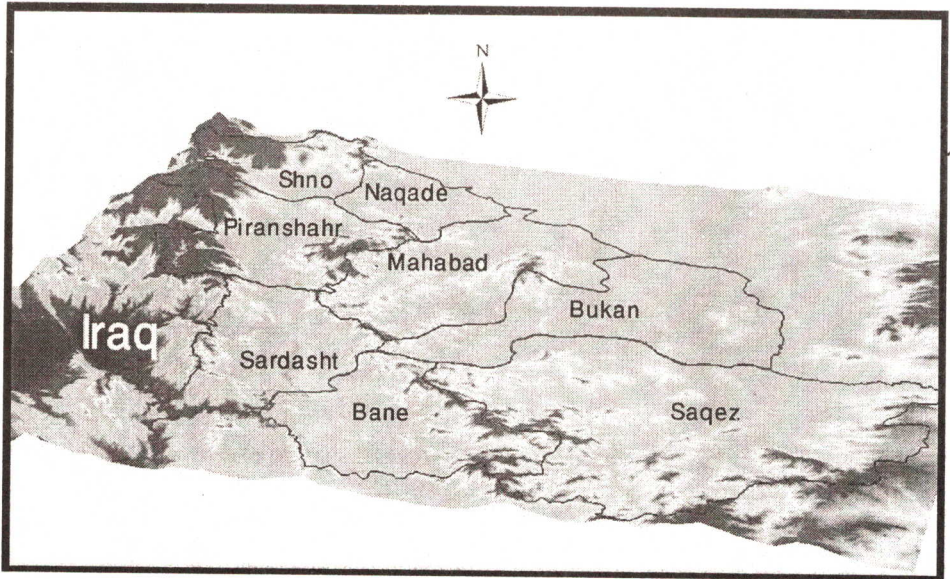 N
Shno
Naqade
Piranshahr
Mahabad
Bukan
Iraq
Sardasht
Bane
Saqez